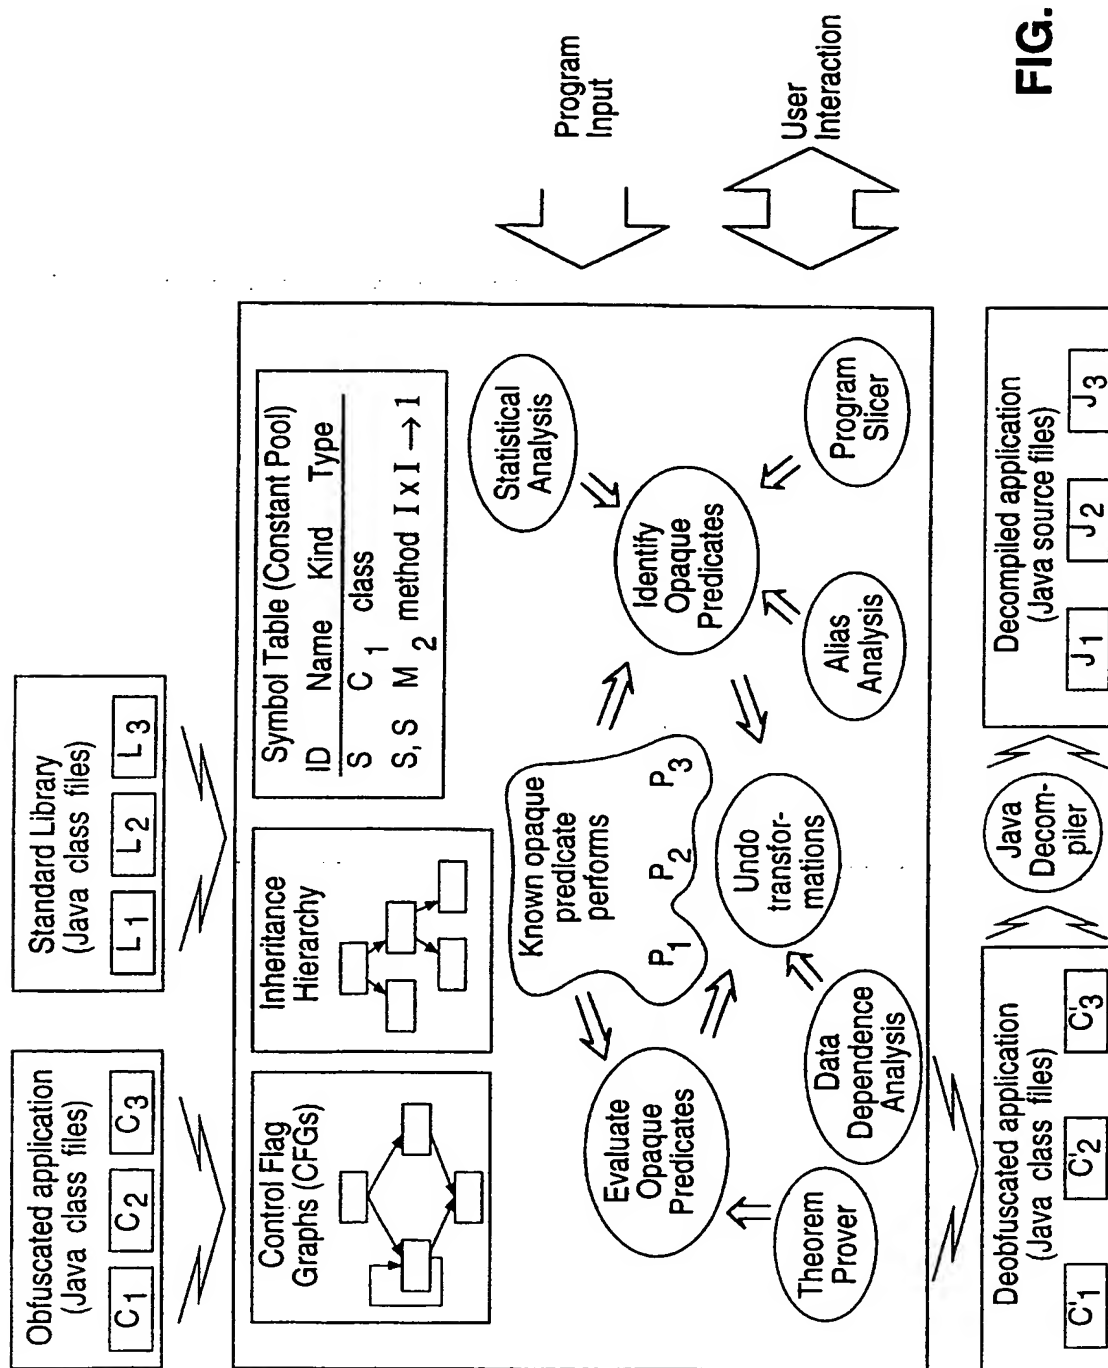 Obfuscated application
(Java class files)
C1 C2 C3
Standard Library
(Java class files)
L1 L2 L3
Control Flag
Graphs (CFGs)
Inheritance
Hierarchy
Symbol Table (Constant Pool)
ID Name Kind Type
S C1 class
S, S M2 method I x I → 1
Known opaque
predicate
performs
P1 P2 P3
Statistical
Analysis
Evaluate
Opaque
Predicates
Identify
Opaque
Predicates
Undo
transfor-
mations
Theorem
Prover
Data
Dependence
Analysis
Alias
Analysis
Program
Slicer
Program
Input
User
Interaction
Deobfuscated application
(Java class files)
C'1 C'2 C'3
Java
Decom-
piler
Decompiled application
(Java source files)
J1 J2 J3
FIG.